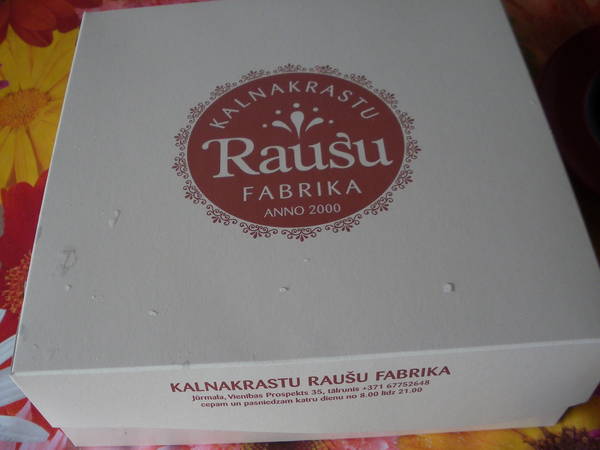 KALNAKRASTU
Raušu
FABRIKA
ANNO 2000
KALNAKRASTU RAUŠU FABRIKA
Jūrmala, Vienības Prospekts 35, tālrunis +371 67752648
cepam un pasniedzam katru dienu no 8.00 līdz 21.00